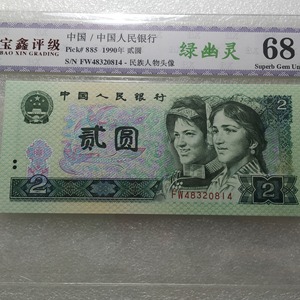 宝鑫评级
BAO XIN GRADING
中国 / 中国人民银行
Pick# 885 1990年 贰圆
S/N FW48320814 - 民族人物头像
绿幽灵
68
Superb Gem Un
中国人民银行
贰圆
2
2
FW48320814